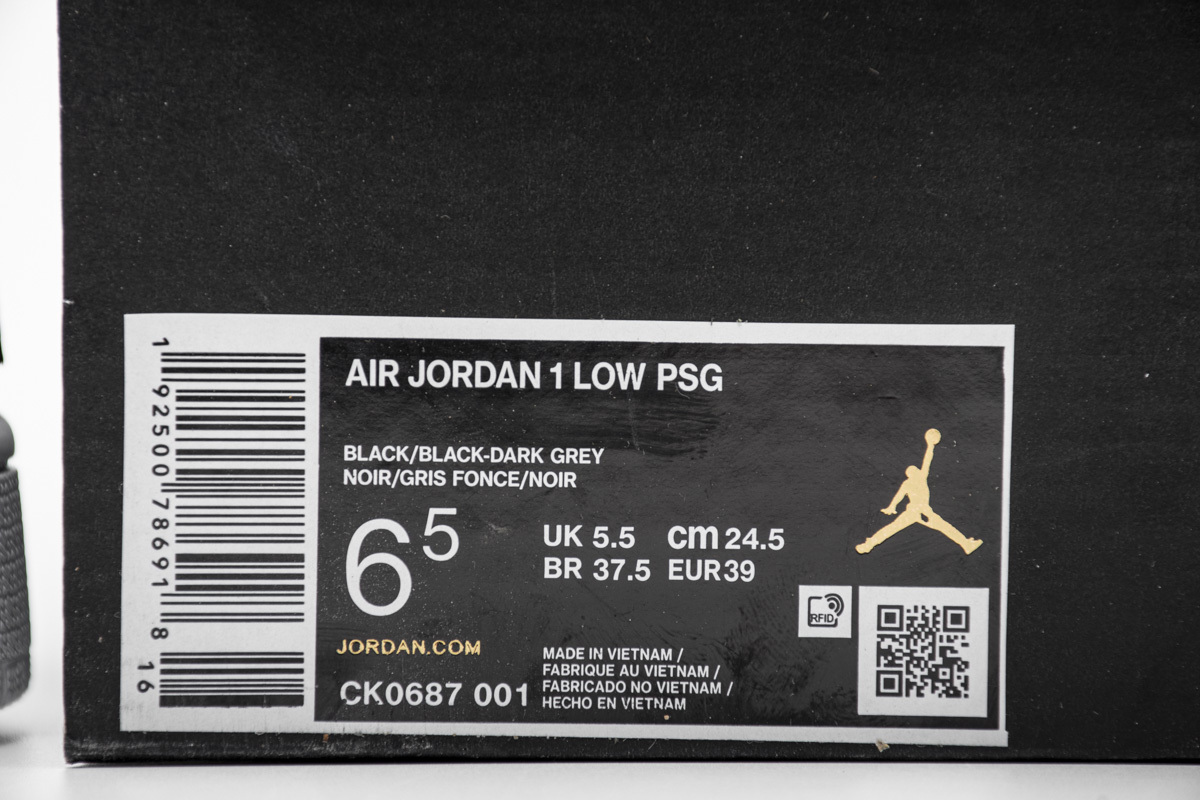 1 92500 78691 8 16
AIR JORDAN 1 LOW PSG
BLACK/BLACK-DARK GREY
NOIR/GRIS FONCE/NOIR
6 5
UK 5.5 cm 24.5
BR 37.5 EUR 39
RFID
JORDAN.COM
CK0687 001
MADE IN VIETNAM /
FABRIQUE AU VIETNAM /
FABRICADO NO VIETNAM /
HECHO EN VIETNAM